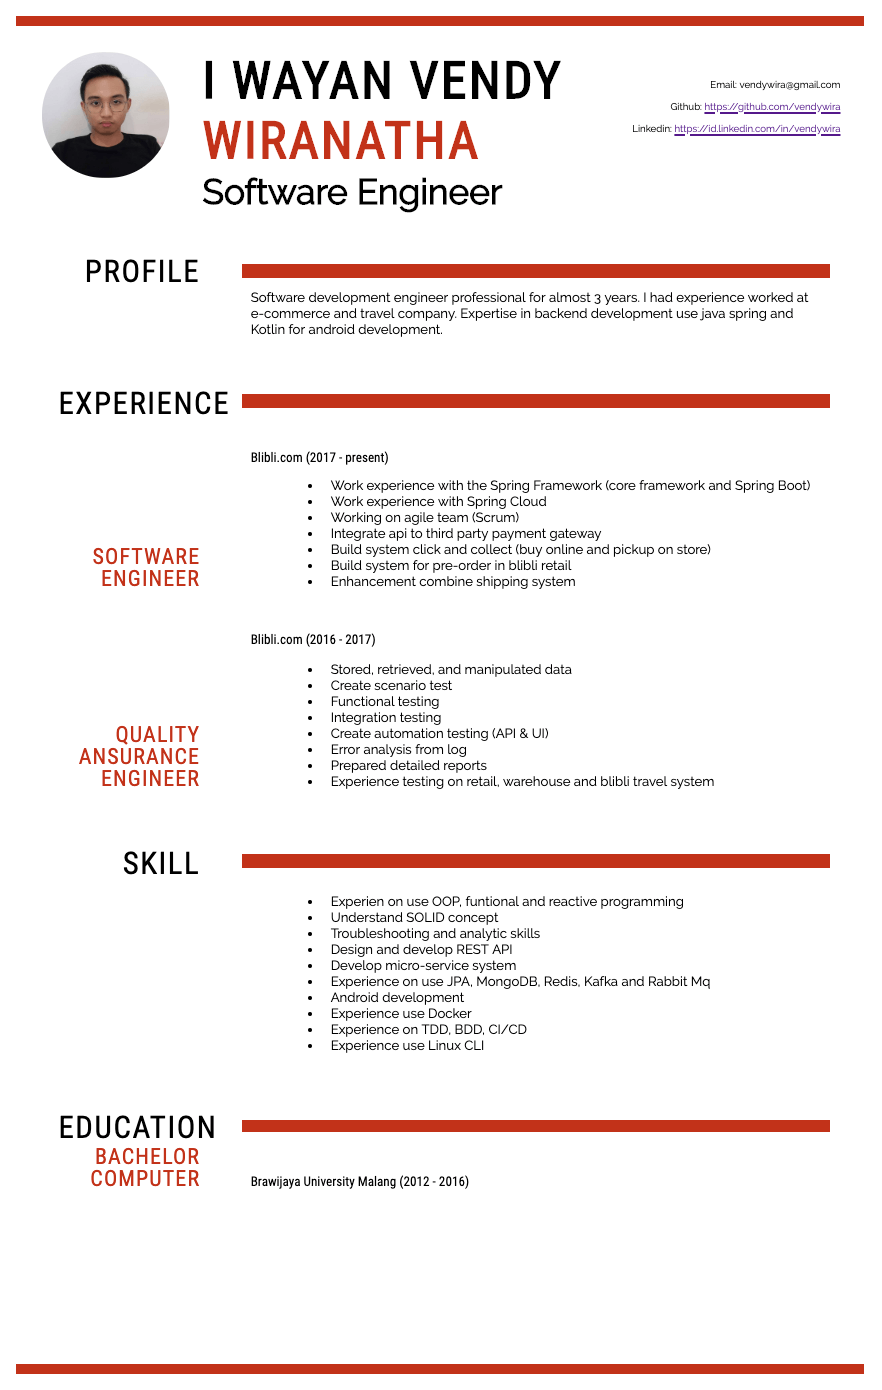 I WAYAN VENDY
WIRANATHA
Software Engineer
Email: vendywira@gmail.com
Github: https://github.com/vendywira
Linkedin: https://id.linkedin.com/in/vendywira
PROFILE
Software development engineer professional for almost 3 years. I had experience worked at
e-commerce and travel company. Expertise in backend development use java spring and
Kotlin for android development.
EXPERIENCE
Blibli.com (2017 - present)
• Work experience with the Spring Framework (core framework and Spring Boot)
• Work experience with Spring Cloud
• Working on agile team (Scrum)
• Integrate api to third party payment gateway
• Build system click and collect (buy online and pickup on store)
• Build system for pre-order in blibli retail
• Enhancement combine shipping system
SOFTWARE
ENGINEER
Blibli.com (2016 - 2017)
• Stored, retrieved, and manipulated data
• Create scenario test
• Functional testing
• Integration testing
• Create automation testing (API & UI)
• Error analysis from log
• Prepared detailed reports
• Experience testing on retail, warehouse and blibli travel system
QUALITY
ANSURANCE
ENGINEER
SKILL
• Experien on use OOP, funtional and reactive programming
• Understand SOLID concept
• Troubleshooting and analytic skills
• Design and develop REST API
• Develop micro-service system
• Experience on use JPA, MongoDB, Redis, Kafka and Rabbit Mq
• Android development
• Experience use Docker
• Experience on TDD, BDD, CI/CD
• Experience use Linux CLI
EDUCATION
BACHELOR
COMPUTER
Brawijaya University Malang (2012 - 2016)